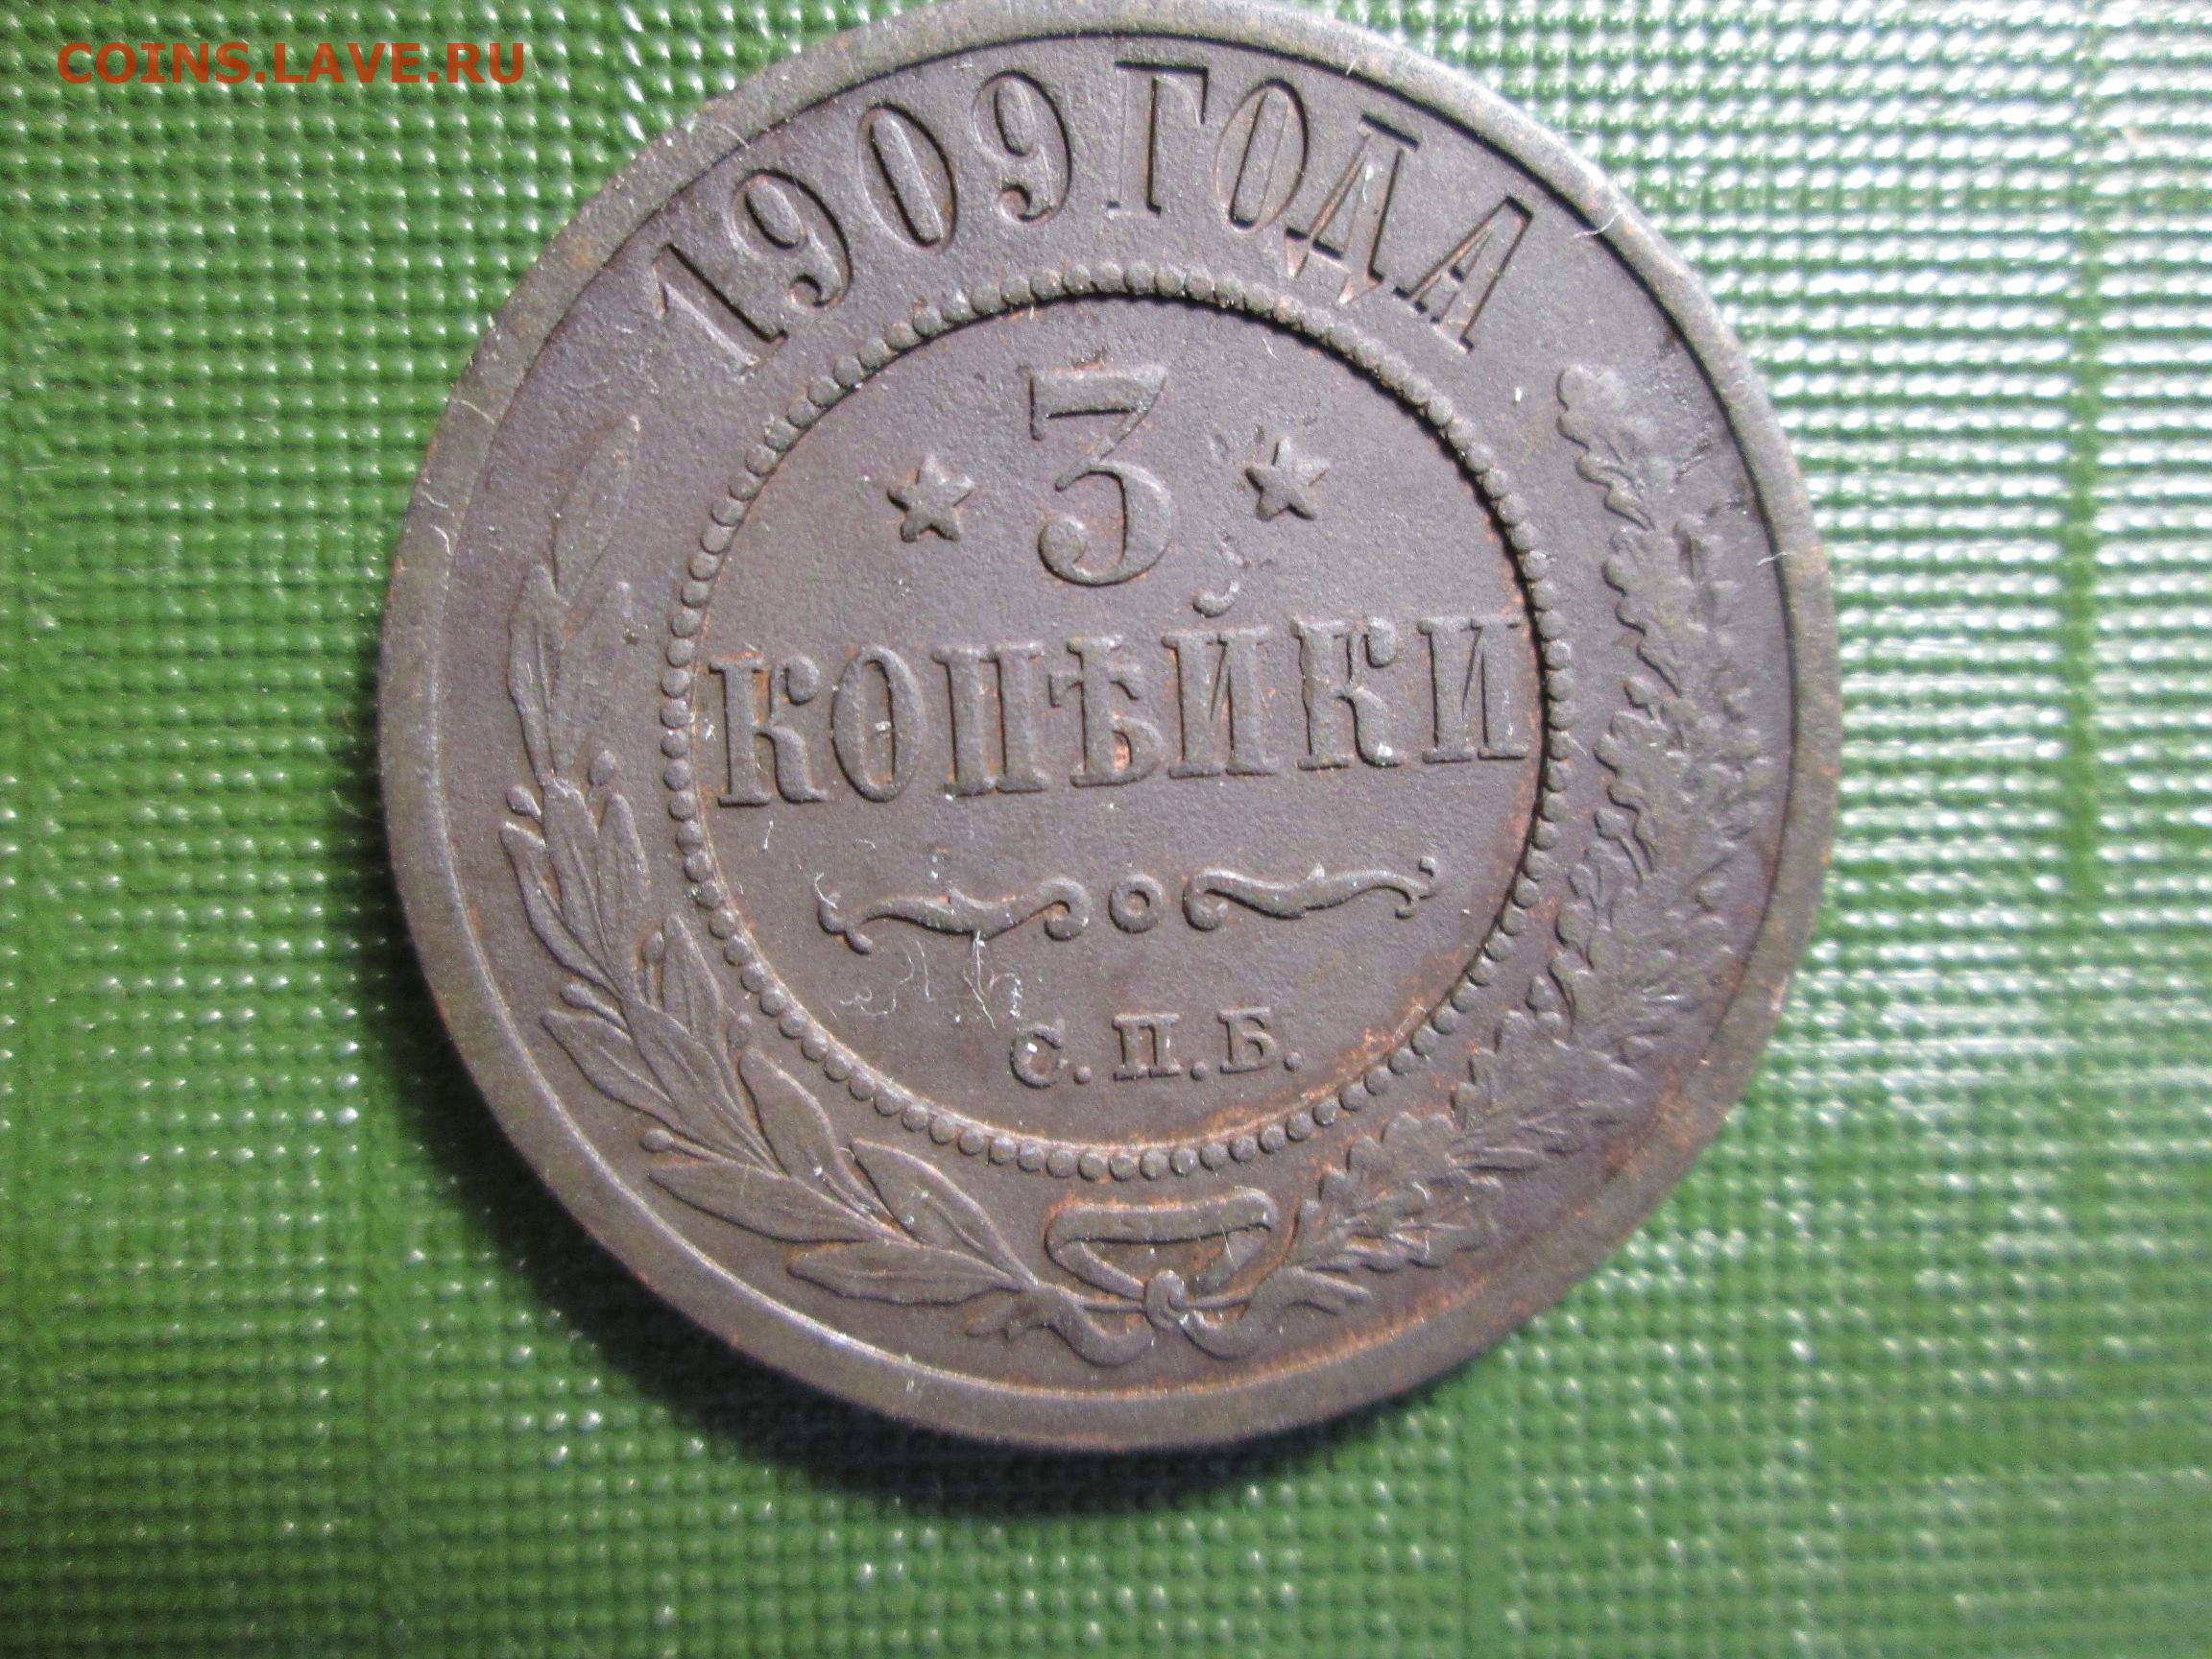 COINS.LAVE.RU
1909 ГОДА
3
КОПѢЙКИ
С.П.Б.